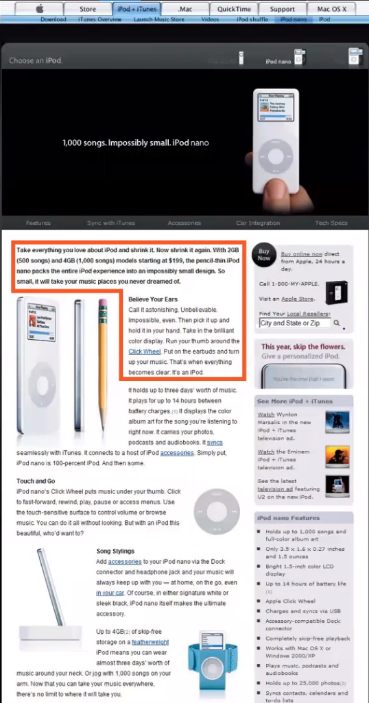 Store
iPod + iTunes
.Mac
QuickTime
Support
Mac OS X
Download
iTunes Overview
Launch Music Store
Videos
iPod shuffle
iPod nano
iPod
Choose an iPod.
iPod nano
1,000 songs. Impossibly small. iPod nano
Features
Sync with iTunes
Accessories
Car Integration
Tech Specs
Take everything you love about iPod and shrink it. Now shrink it again. With 2GB
(500 songs) and 4GB (1,000 songs) models starting at $199, the pencil-thin iPod
nano packs the entire iPod experience into an impossibly small design. So
small, it will take your music places you never dreamed of.
Believe Your Ears
Call it astonishing. Unbelievable.
Impossible, even. Then pick it up and
hold it in your hand. Take in the brilliant
color display. Run your thumb around the
Click Wheel. Put on the earbuds and turn
up your music. That's when everything
becomes clear. It's an iPod.
It holds up to three days' worth of music.
It plays for up to 14 hours between
battery charges.(1) It displays the color
album art for the song you're listening to
right now. It carries your photos,
podcasts and audiobooks. It syncs
seamlessly with iTunes. It connects to a host of iPod accessories. Simply put,
iPod nano is 100-percent iPod. And then some.
Touch and Go
iPod nano's Click Wheel puts music under your thumb. Click
to fast-forward, rewind, play, pause or access menus. Use
the touch-sensitive surface to control volume or browse
music. You can do it all without looking. But with an iPod this
beautiful, who'd want to?
Song Stylings
Add accessories to your iPod nano via the Dock
connector and headphone jack and your music will
always keep up with you — at home, on the go, even
in your car. Of course, in either signature white or
sleek black, iPod nano itself makes the ultimate
accessory.
Up to 4GB(2) of skip-free
storage on a featherweight
iPod means you can wear
almost three days' worth of
music around your neck. Or jog with 1,000 songs on your
arm. Now that you can take your music everywhere,
there's no limit to where it will take you.
Buy
Now
Buy online now direct
from Apple, 24 hours a
day.
Call 1-800-MY-APPLE.
Visit an Apple Store.
Find Your Local Resellers:
City and State or Zip
This year, skip the flowers.
Give a personalized iPod.
See More iPod + iTunes
Watch Wynton
Marsalis in the new
iPod + iTunes
television ad.
Watch the Eminem
iPod + iTunes
television ad.
See the latest
television ad featuring
U2 on the new iPod.
iPod nano Features
Holds up to 1,000 songs and
full-color album art
Only 3.5 x 1.6 x 0.27 inches
and 1.5 ounces
Bright 1.5-inch color LCD
display
Up to 14 hours of battery life
(1)
Apple Click Wheel
Charges and syncs via USB
Accessory-compatible Dock
connector
Completely skip-free playback
Works with Mac OS X or
Windows 2000/XP
Plays music, podcasts and
audiobooks
Holds up to 25,000 photos(2)
Syncs contacts, calendars and
to-do lists